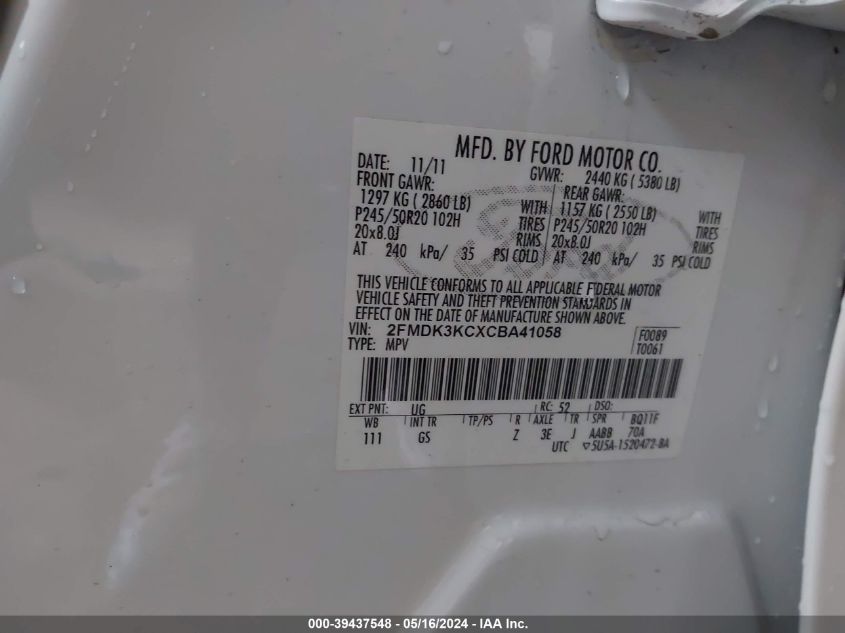 MFD. BY FORD MOTOR CO.
DATE: 11/11 GVWR: 2440 KG ( 5380 LB)
FRONT GAWR: REAR GAWR:
1297 KG ( 2860 LB) WITH 1157 KG ( 2550 LB) WITH
P245/50R20 102H TIRES P245/50R20 102H TIRES
20x8.0J RIMS 20x8.0J RIMS
AT 240 kPa/ 35 PSI COLD AT 240 kPa/ 35 PSI COLD
THIS VEHICLE CONFORMS TO ALL APPLICABLE FEDERAL MOTOR
VEHICLE SAFETY AND THEFT PREVENTION STANDARDS IN
EFFECT ON THE DATE OF MANUFACTURE SHOWN ABOVE.
VIN: 2FMDK3KCXCBA41058 F0089
TYPE: MPV T0061
EXT PNT: UG RC: 52 DSO:
WB INT TR TP/PS R AXLE TR SPR BQ11F
111 GS Z 3E J AABB 70A
UTC ▽5U5A-1520472-BA
000-39437548 - 05/16/2024 - IAAI.COM